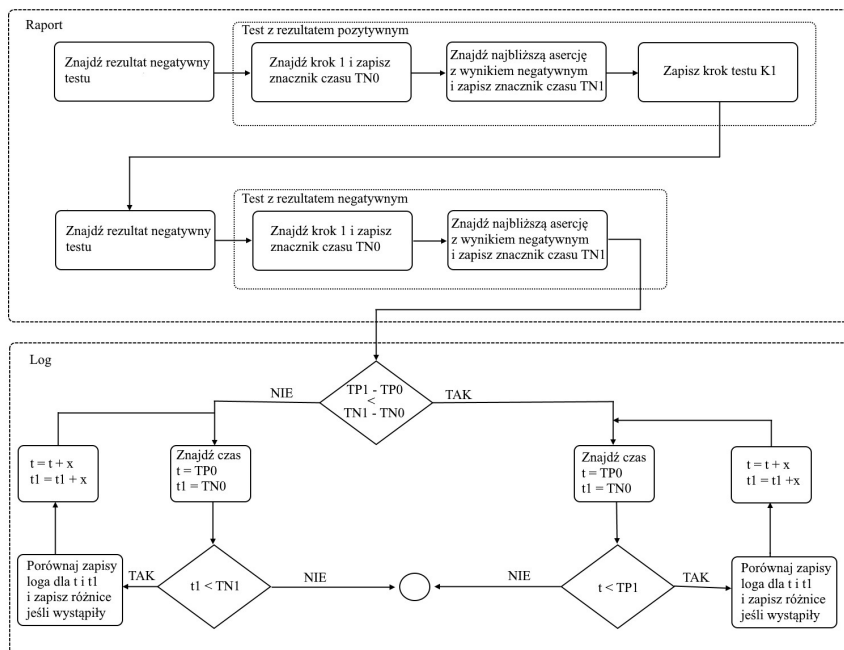 Raport
Test z rezultatem pozytywnym
Znajdź rezultat negatywny
testu
Znajdź krok 1 i zapisz
znacznik czasu TN0
Znajdź najbliższą asercję
z wynikiem negatywnym
i zapisz znacznik czasu TN1
Zapisz krok testu K1
Test z rezultatem negatywnym
Znajdź rezultat negatywny
testu
Znajdź krok 1 i zapisz
znacznik czasu TN0
Znajdź najbliższą asercję
z wynikiem negatywnym
i zapisz znacznik czasu TN1
Log
TP1 - TP0
<
TN1 - TN0
NIE
TAK
t = t + x
t1 = t1 + x
Znajdź czas
t = TP0
t1 = TN0
Znajdź czas
t = TP0
t1 = TN0
t = t + x
t1 = t1 +x
Porównaj zapisy
loga dla t i t1
i zapisz różnice
jeśli wystąpiły
TAK
t1 < TN1
NIE
NIE
t < TP1
TAK
Porównaj zapisy
loga dla t i t1
i zapisz różnice
jeśli wystąpiły